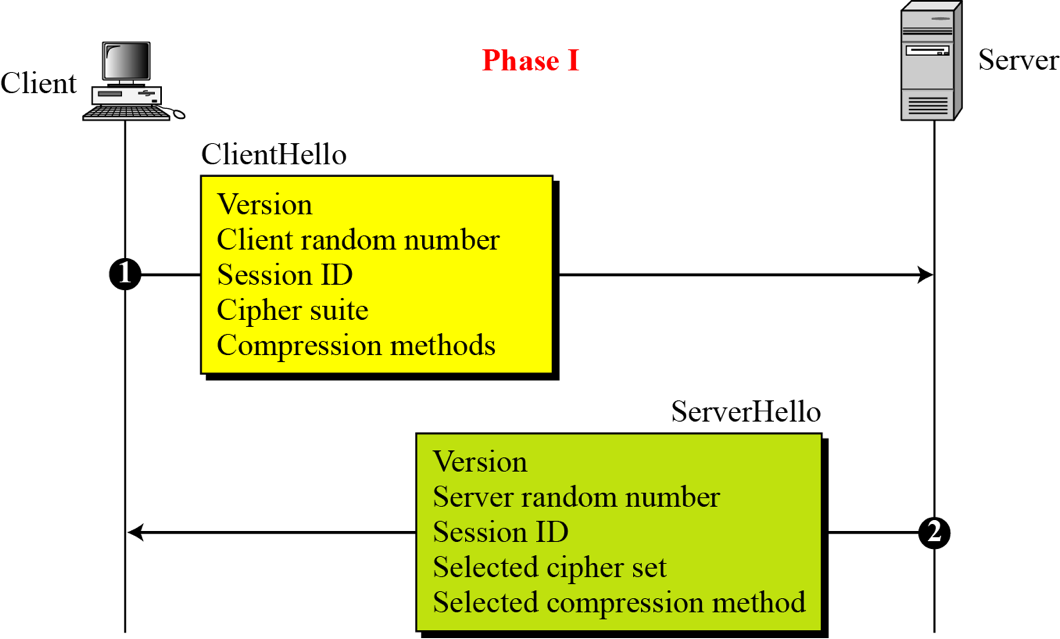 Phase I
Client
Server
ClientHello
Version
Client random number
1
Session ID
Cipher suite
Compression methods
ServerHello
Version
Server random number
Session ID
2
Selected cipher set
Selected compression method